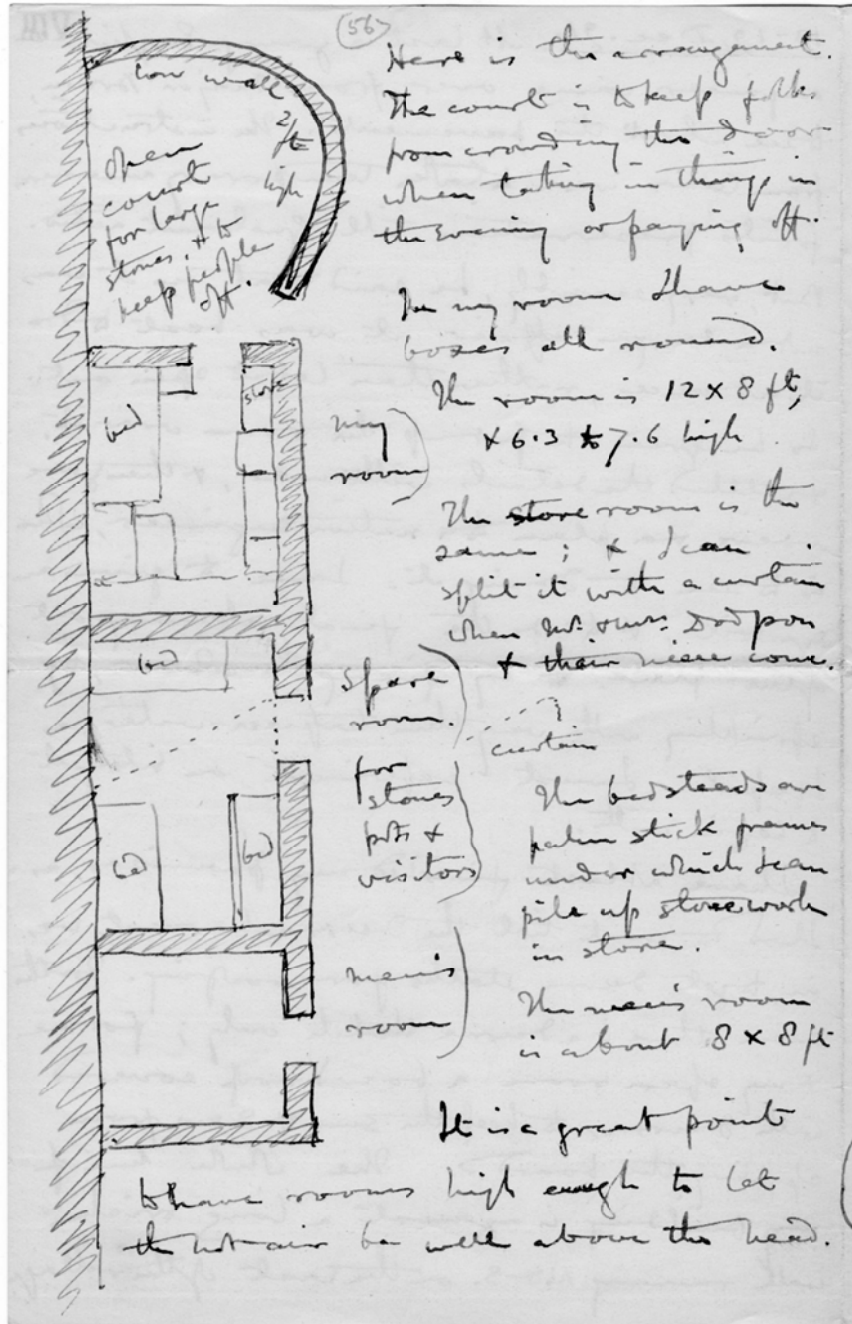 (56)
Here is the arrangement.
The court is to keep folks
from crowding the door
when taking in things in
the evening or paying off.
In my room I have
boxes all round.
The room is 12 x 8 ft,
x 6.3 to 7.6 high.
The store room is the
same; & I can
split it with a curtain
when Mr. & Mrs. Dodgson
& their niece come.
The bedsteads are
palm stick frames
under which I can
pile up stonework
in store.
The men's room
is about 8 x 8 ft
It is a great point
to have rooms high enough to let
the hot air be well above the head.
low wall
2 ft
high
open
court
for large
stones, & to
keep people
off.
bed
stove
my
room
bed
spare
room.
for
stones
pots &
visitors
curtain
bed
bed
men's
room